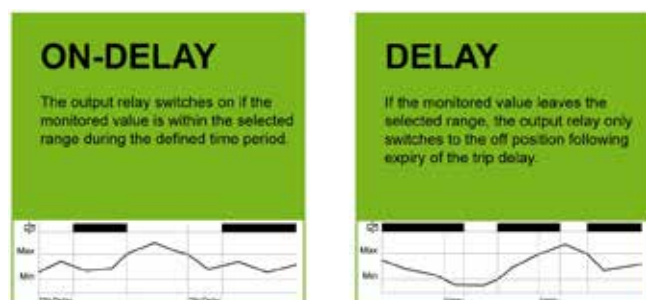 ON-DELAY
The output relay switches on if the
monitored value is within the selected
range during the defined time period.
Max
Min
DELAY
If the monitored value leaves the
selected range, the output relay only
switches to the off position following
expiry of the trip delay.
Max
Min